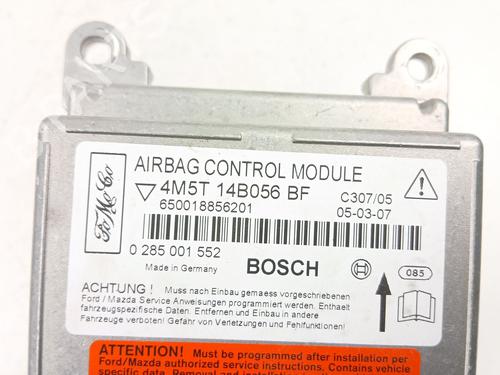 FoMoCo
AIRBAG CONTROL MODULE
4M5T 14B056 BF
C307/05
650018856201
05-03-07
0 285 001 552
Made in Germany
BOSCH
085
ACHTUNG ! Muss nach Einbau gemaess vorgeschriebenen
Ford / Mazda Service Anweisungen programmiert werden. Enthaelt
fahrzeugspezifische Daten. Entfernen und Einbau in andere
Fahrzeuge verboten! Gefahr von Verletzungen und Fehlfunktionen!
ATTENTION! Must be programmed after installation per
Ford/Mazda authorized service instructions. Contains vehicle
specific data. Removal and installation